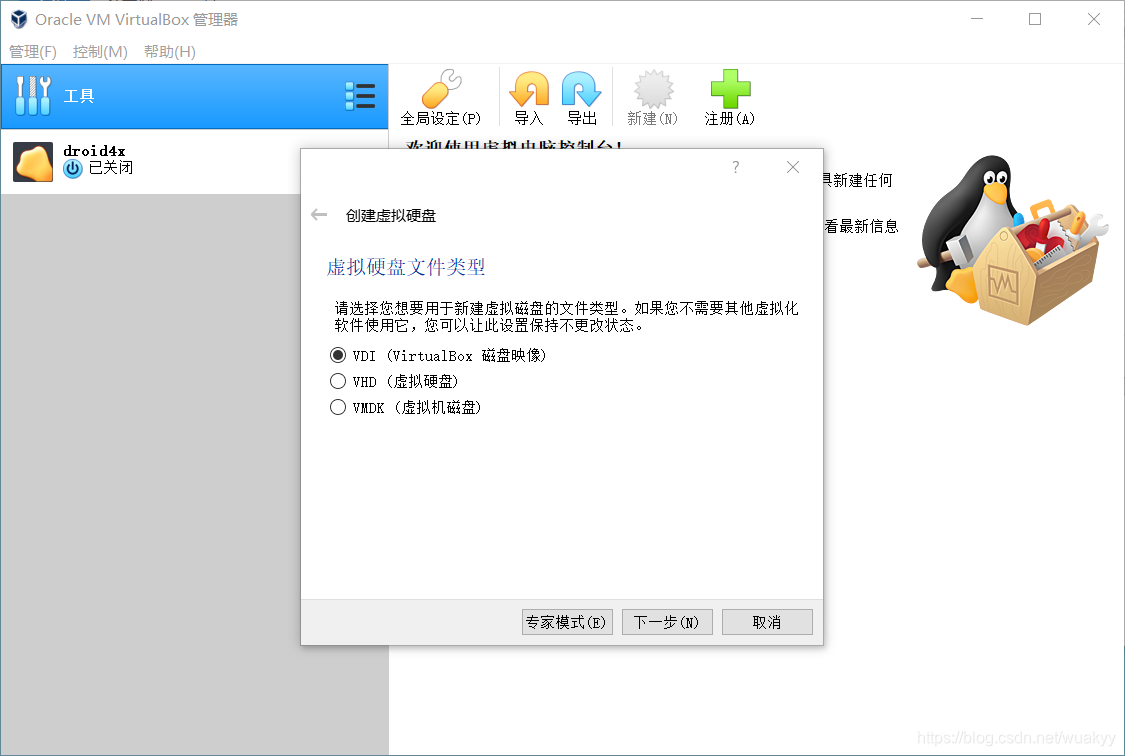 Oracle VM VirtualBox 管理器
管理(F) 控制(M) 帮助(H)
工具
全局设定(P) 导入 导出 新建(N) 注册(A)
droid4x
已关闭
欢迎使用虚拟电脑控制台!
具新建任何
看最新信息
?
创建虚拟硬盘
虚拟硬盘文件类型
请选择您想要用于新建虚拟磁盘的文件类型。如果您不需要其他虚拟化
软件使用它，您可以让此设置保持不更改状态。
VDI (VirtualBox 磁盘映像)
VHD (虚拟硬盘)
VMDK (虚拟机磁盘)
专家模式(E) 下一步(N) 取消
https://blog.csdn.net/wuakyy